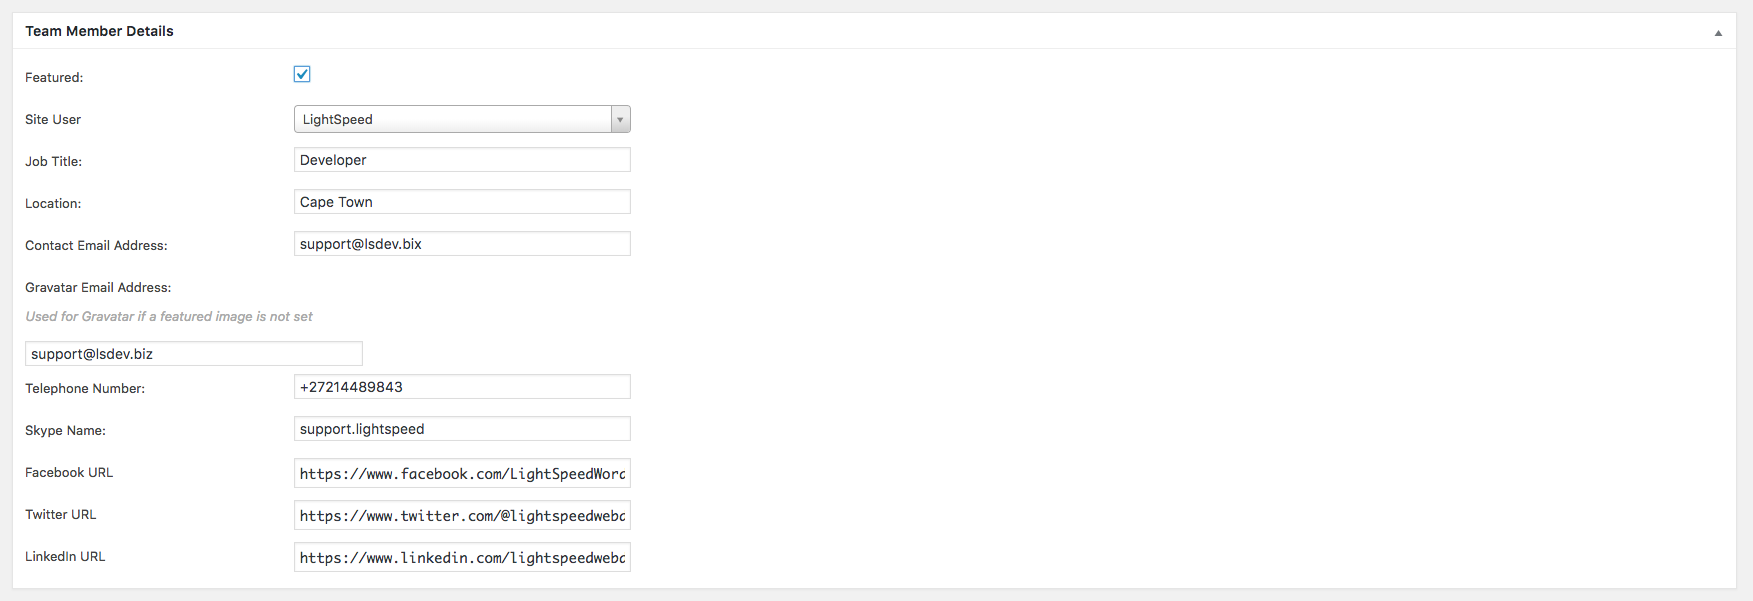 Team Member Details
Featured:
Site User LightSpeed
Job Title: Developer
Location: Cape Town
Contact Email Address: support@lsdev.bix
Gravatar Email Address:
Used for Gravatar if a featured image is not set
support@lsdev.biz
Telephone Number: +27214489843
Skype Name: support.lightspeed
Facebook URL https://www.facebook.com/LightSpeedWord
Twitter URL https://www.twitter.com/@lightspeedwebd
LinkedIn URL https://www.linkedin.com/lightspeedwebd